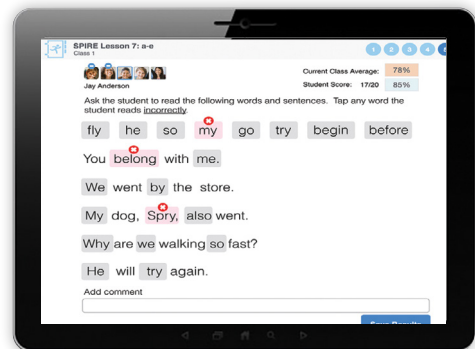 SPIRE Lesson 7: a-e
Class 1
1 2 3 4
Current Class Average: 78%
Jay Anderson
Student Score: 17/20 85%
Ask the student to read the following words and sentences. Tap any word the
student reads incorrectly.
fly he so my go try begin before
You belong with me.
We went by the store.
My dog, Spry, also went.
Why are we walking so fast?
He will try again.
Add comment
Save Results